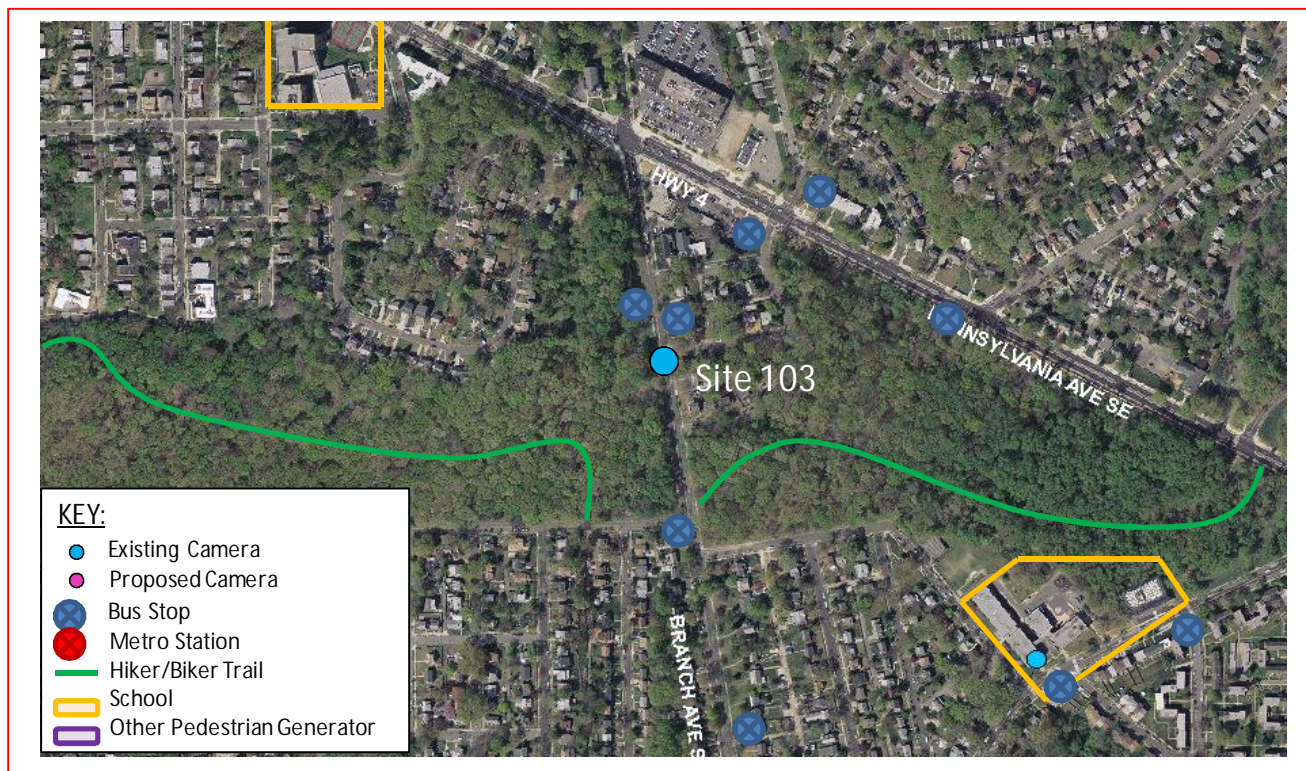 HWY 4
Site 103
INSYLVANIA AVE SE
BRANCH AVE S
KEY:
Existing Camera
Proposed Camera
Bus Stop
Metro Station
Hiker/Biker Trail
School
Other Pedestrian Generator